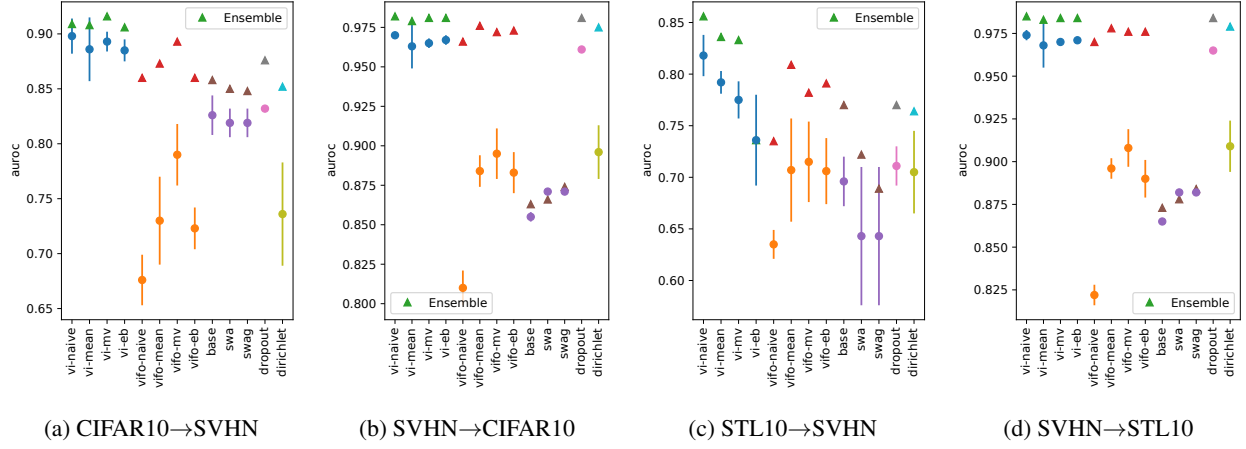 0.90
0.85
0.80
0.75
0.70
0.65
auroc
Ensemble
vi-naive
vi-mean
vi-mv
vi-eb
vifo-naive
vifo-mean
vifo-mv
vifo-eb
base
swa
swag
dropout
dirichlet
(a) CIFAR10→SVHN
0.975
0.950
0.925
0.900
0.875
0.850
0.825
0.800
auroc
Ensemble
vi-naive
vi-mean
vi-mv
vi-eb
vifo-naive
vifo-mean
vifo-mv
vifo-eb
base
swa
swag
dropout
dirichlet
(b) SVHN→CIFAR10
0.85
0.80
0.75
0.70
0.65
0.60
auroc
Ensemble
vi-naive
vi-mean
vi-mv
vi-eb
vifo-naive
vifo-mean
vifo-mv
vifo-eb
base
swa
swag
dropout
dirichlet
(c) STL10→SVHN
0.975
0.950
0.925
0.900
0.875
0.850
0.825
auroc
Ensemble
vi-naive
vi-mean
vi-mv
vi-eb
vifo-naive
vifo-mean
vifo-mv
vifo-eb
base
swa
swag
dropout
dirichlet
(d) SVHN→STL10